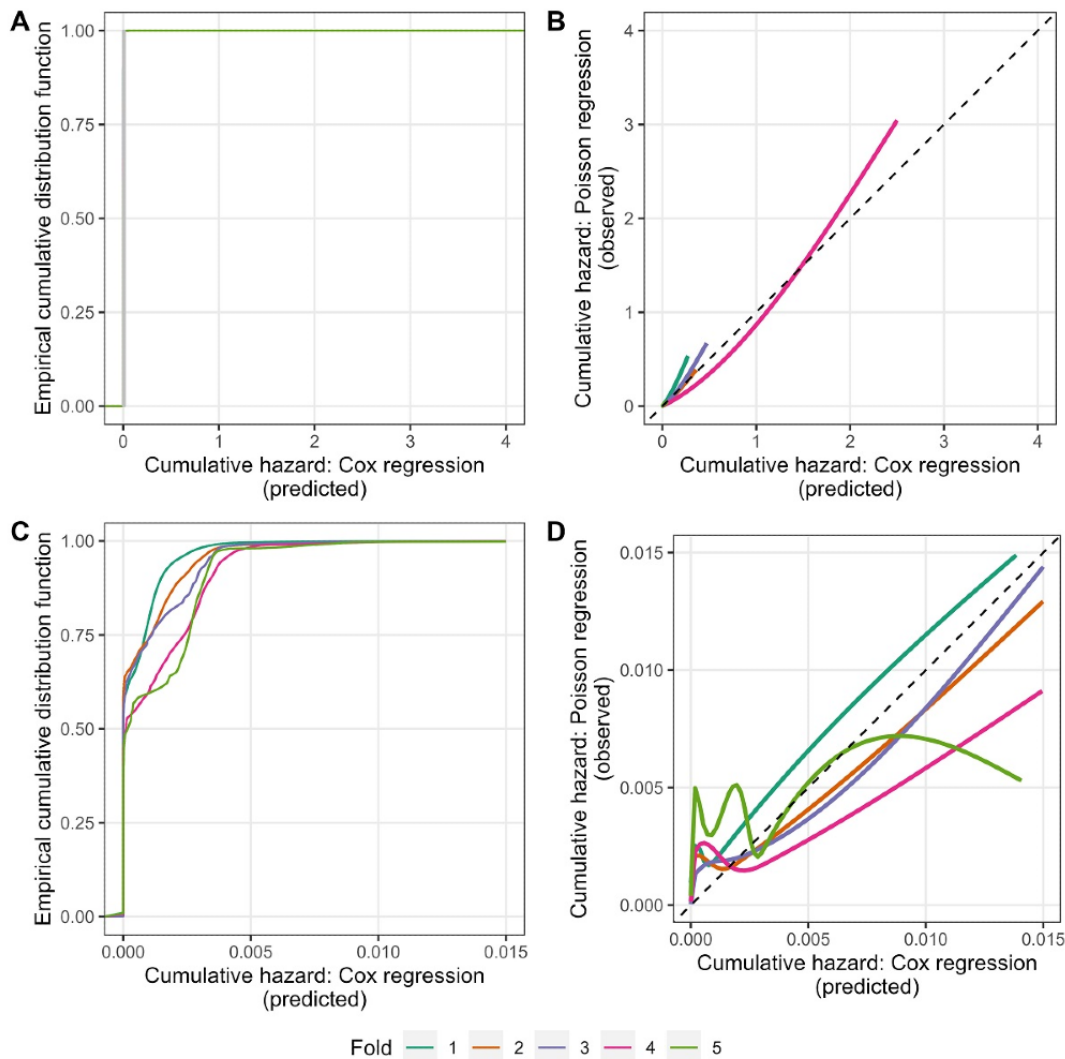 A
Empirical cumulative distribution function
1.00
0.75
0.50
0.25
0.00
0 1 2 3 4
Cumulative hazard: Cox regression
(predicted)
B
Cumulative hazard: Poisson regression
(observed)
4
3
2
1
0
0 1 2 3 4
Cumulative hazard: Cox regression
(predicted)
C
Empirical cumulative distribution function
1.00
0.75
0.50
0.25
0.00
0.000 0.005 0.010 0.015
Cumulative hazard: Cox regression
(predicted)
D
Cumulative hazard: Poisson regression
(observed)
0.015
0.010
0.005
0.000
0.000 0.005 0.010 0.015
Cumulative hazard: Cox regression
(predicted)
Fold 1 2 3 4 5